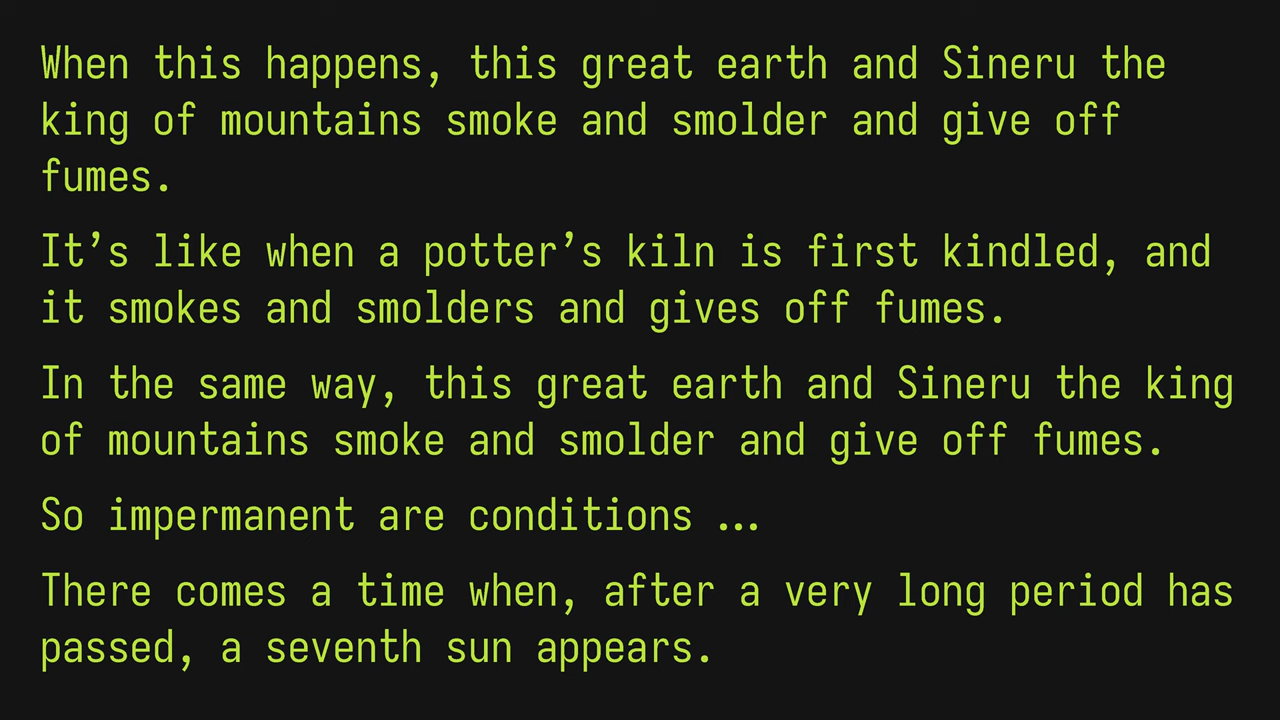 When this happens, this great earth and Sineru the
king of mountains smoke and smolder and give off
fumes.
It’s like when a potter’s kiln is first kindled, and
it smokes and smolders and gives off fumes.
In the same way, this great earth and Sineru the king
of mountains smoke and smolder and give off fumes.
So impermanent are conditions …
There comes a time when, after a very long period has
passed, a seventh sun appears.